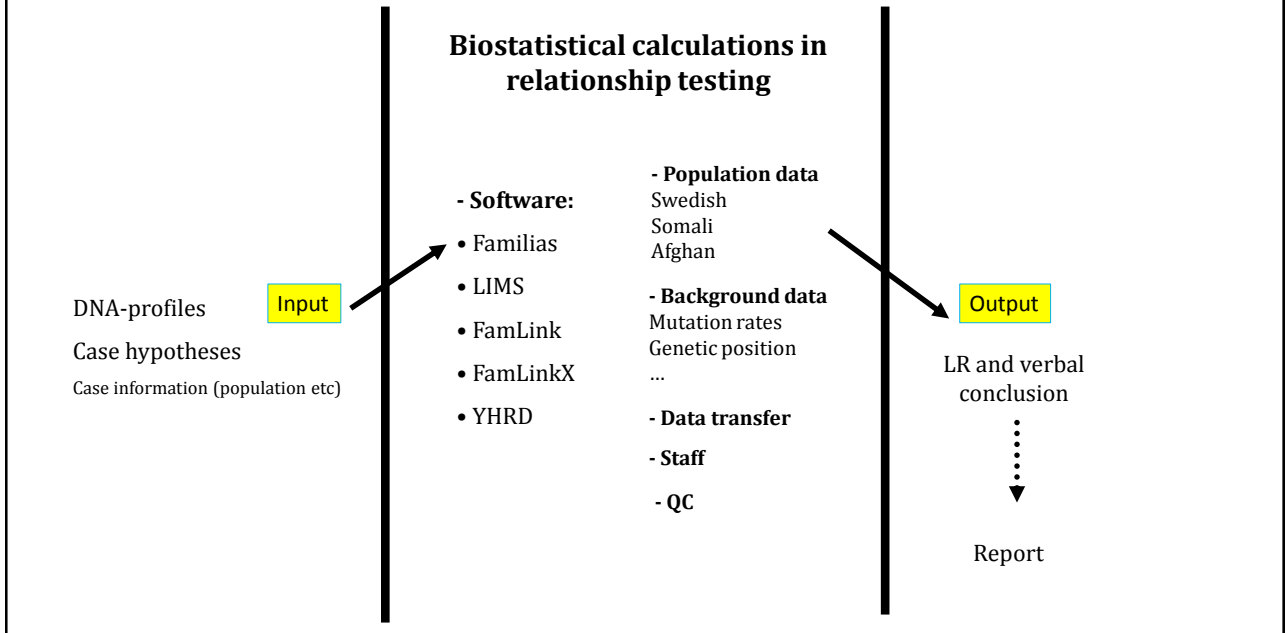 Biostatistical calculations in
relationship testing
DNA-profiles
Input
Case hypotheses
Case information (population etc)
- Software:
• Familias
• LIMS
• FamLink
• FamLinkX
• YHRD
- Population data
Swedish
Somali
Afghan
- Background data
Mutation rates
Genetic position
...
- Data transfer
- Staff
- QC
Output
LR and verbal
conclusion
Report